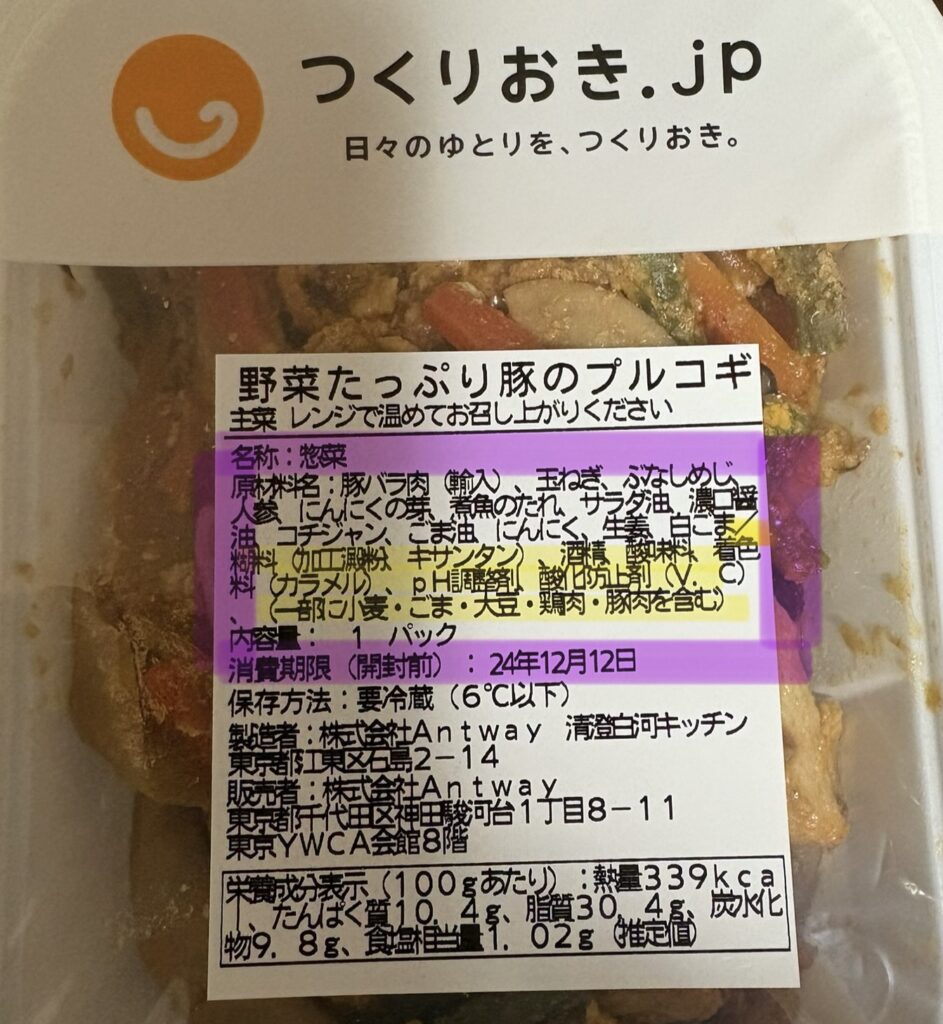 つくりおき.jp
日々のゆとりを、つくりおき。
野菜たっぷり豚のプルコギ
主菜 レンジで温めてお召し上がりください
名称：惣菜
原材料名：豚バラ肉（輸入）、玉ねぎ、ぶなしめじ、
人参、にんにくの芽、煮魚のたれ、サラダ油、濃口醤
油、コチジャン、ごま油、にんにく、生姜、白ごま／
糊料（加工澱粉、キサンタン）、酒精、酸味料、着色
料（カラメル）、ｐＨ調整剤、酸化防止剤（Ｖ．Ｃ）
、（一部に小麦・ごま・大豆・鶏肉・豚肉を含む）
内容量： １ パック
消費期限（開封前）：24年12月12日
保存方法：要冷蔵（６℃以下）
製造者：株式会社Ａｎｔｗａｙ 清澄白河キッチン
東京都江東区石島２－１４
販売者：株式会社Ａｎｔｗａｙ
東京都千代田区神田駿河台１丁目８－１１
東京ＹＷＣＡ会館８階
栄養成分表示（１００ｇあたり）：熱量３３９ｋｃａ
ｌ、たんぱく質１０．４ｇ、脂質３０．４ｇ、炭水化
物９．８ｇ、食塩相当量１．０２ｇ（推定値）